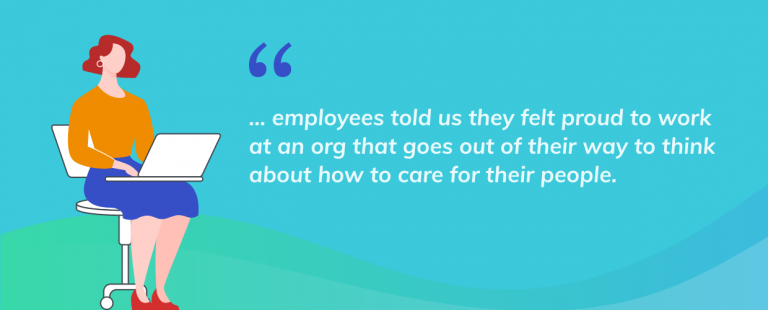 “
... employees told us they felt proud to work
at an org that goes out of their way to think
about how to care for their people.